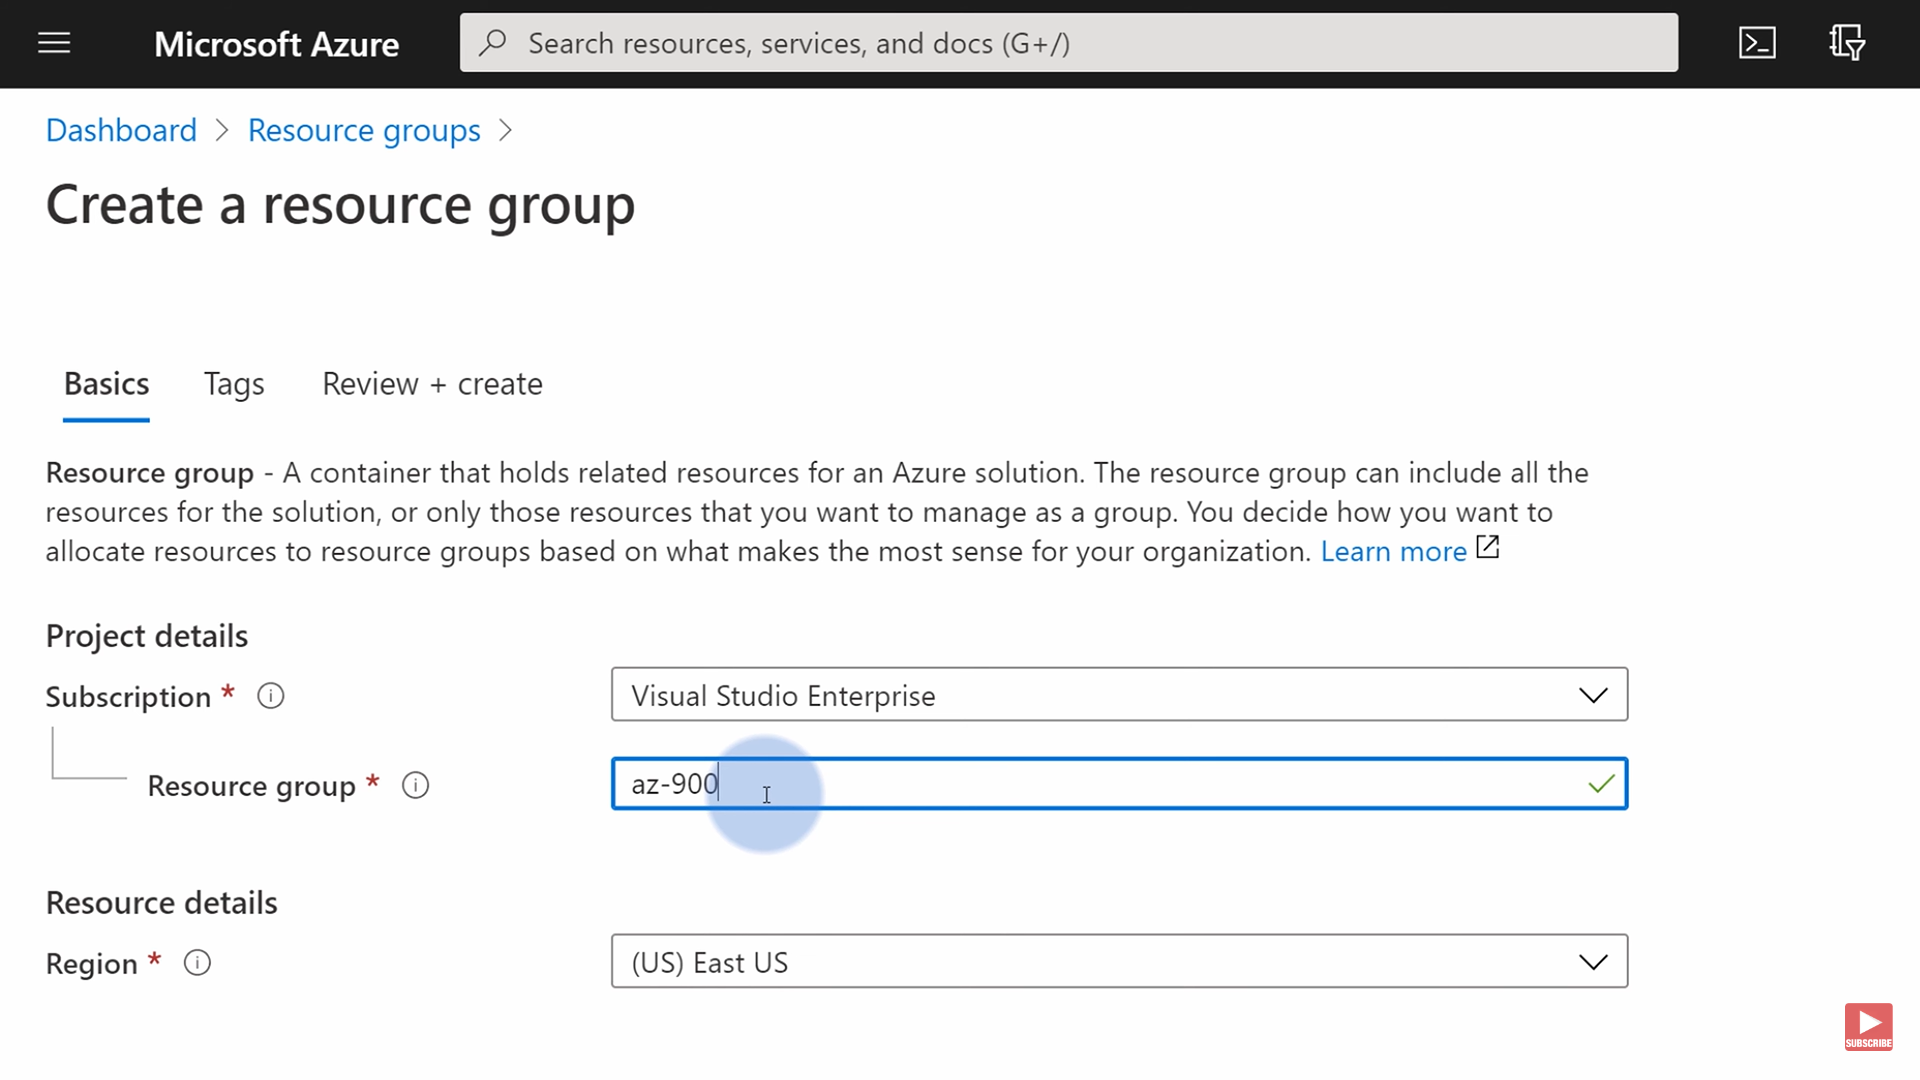 Microsoft Azure
Search resources, services, and docs (G+/)
Dashboard > Resource groups >
Create a resource group
Basics Tags Review + create
Resource group - A container that holds related resources for an Azure solution. The resource group can include all the
resources for the solution, or only those resources that you want to manage as a group. You decide how you want to
allocate resources to resource groups based on what makes the most sense for your organization. Learn more
Project details
Subscription * Visual Studio Enterprise
Resource group * az-900
Resource details
Region * (US) East US
SUBSCRIBE